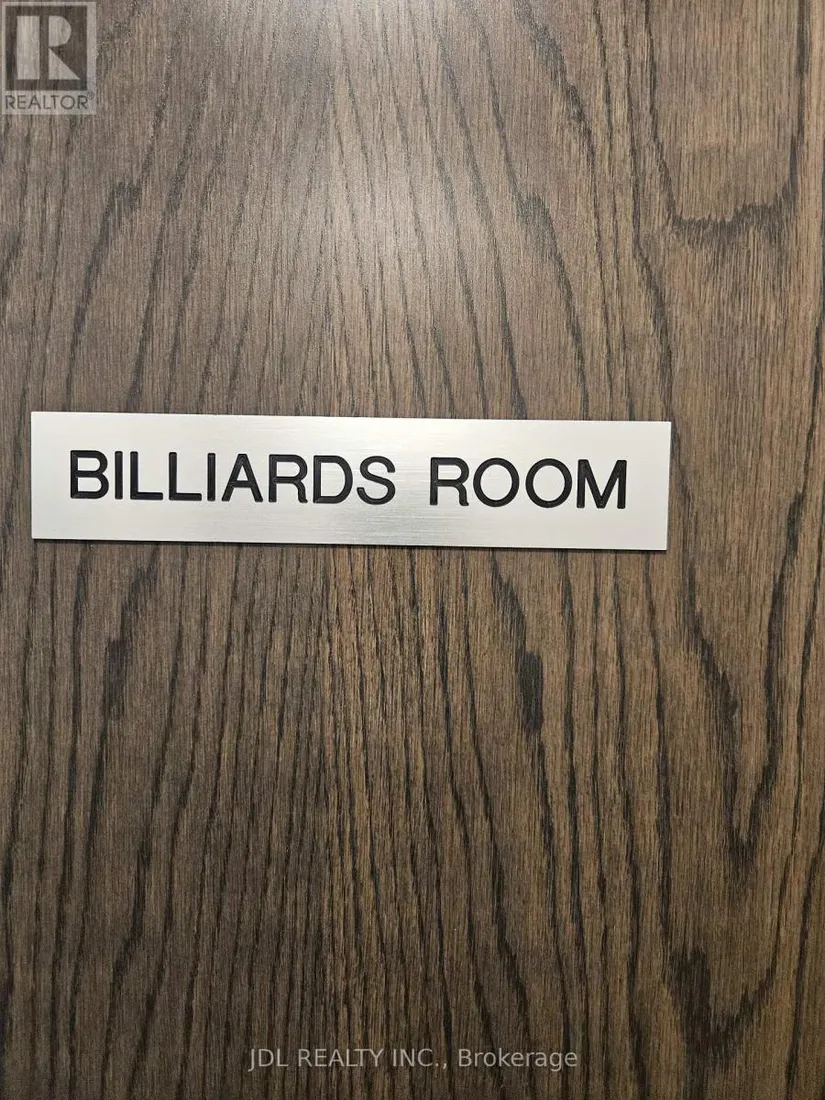 R
REALTOR®
BILLIARDS ROOM
JDL REALTY INC., Brokerage